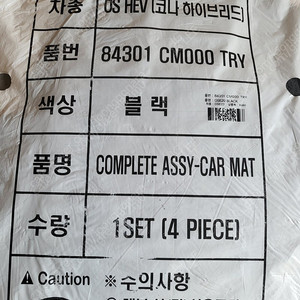 차종 OS HEV (코나 하이브리드)
품번 84301 CM000 TRY
색상 블랙
품명 COMPLETE ASSY-CAR MAT
수량 1SET (4 PIECE)
⚠ Caution ※ 수의사항